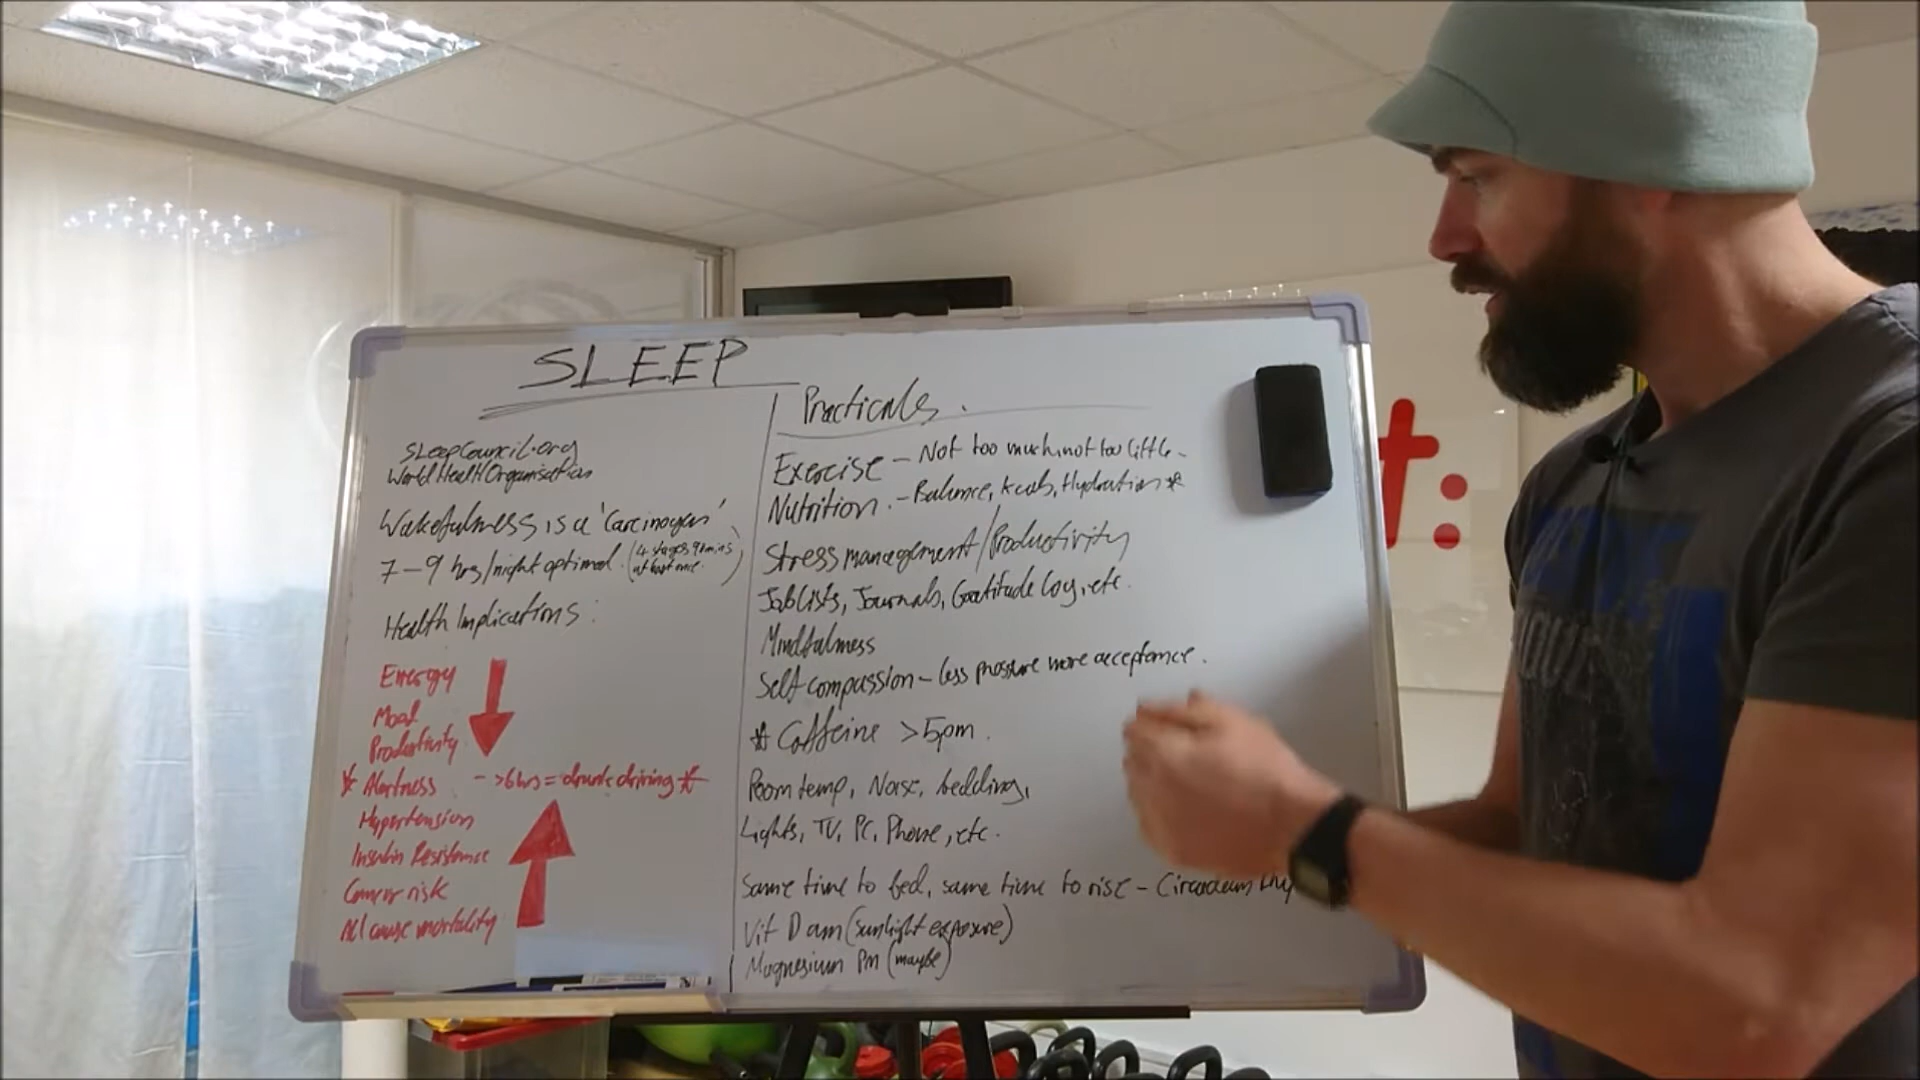 SLEEP
SleepCouncil.org
World Health Organisation
Wakefulness is a 'Carcinogen'
7-9 hrs/night optimal. (4 stages 90mins
at least once.)
Health Implications:
Energy
Mood
Productivity
* Alertness - >6hrs = drunk driving *
Hypertension
Insulin Resistance
Cancer risk
All cause mortality
Practicals.
Exercise - Not too much, not too little.
Nutrition. - Balance, kcals, Hydration *
Stress management/Productivity
Job Lists, Journals, Gratitude log, etc.
Mindfulness
Self compassion - less pressure more acceptance.
* Caffeine >5pm.
Room temp, Noise, bedding,
Lights, TV, PC, Phone, etc.
Same time to bed, same time to rise - Circadian
Vit D am (sunlight exposure)
Magnesium PM (maybe)
t: